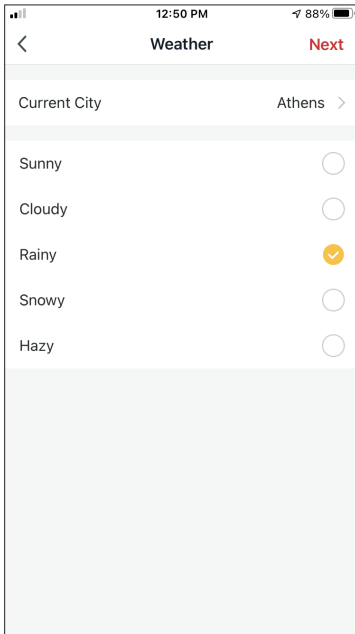 12:50 PM 88%
Weather Next
Current City Athens
Sunny
Cloudy
Rainy
Snowy
Hazy